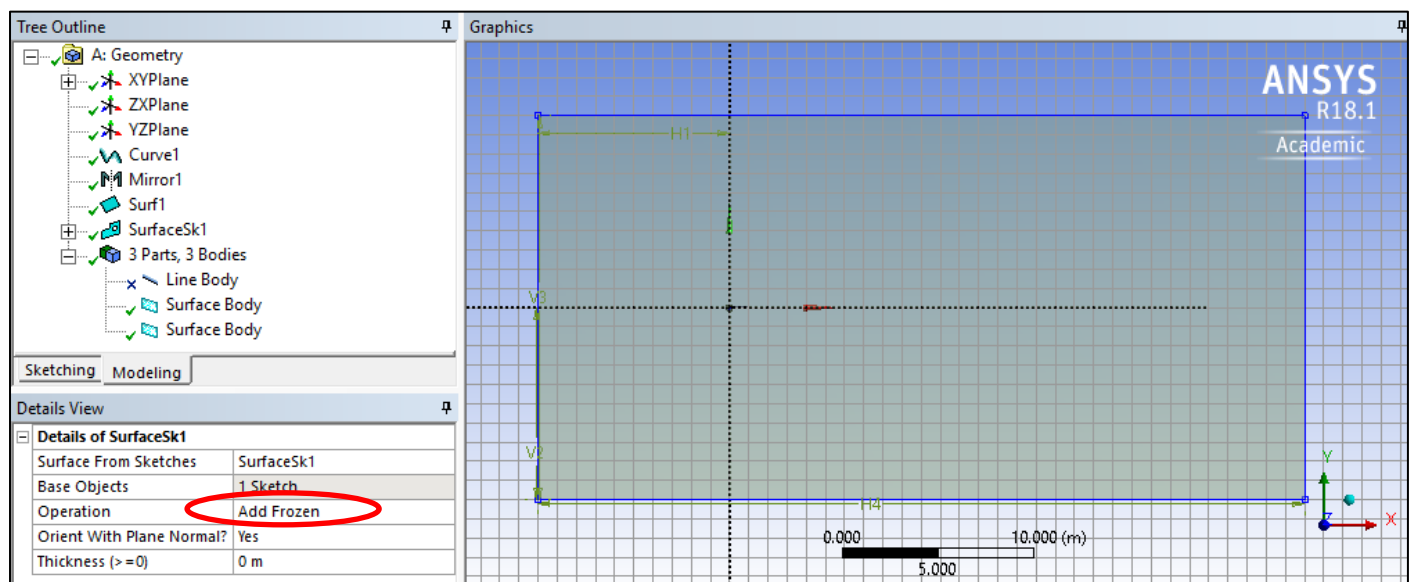 Tree Outline
A: Geometry
XYPlane
ZXPlane
YZPlane
Curve1
Mirror1
Surf1
SurfaceSk1
3 Parts, 3 Bodies
Line Body
Surface Body
Surface Body
Sketching Modeling
Details View
Details of SurfaceSk1
Surface From Sketches SurfaceSk1
Base Objects 1 Sketch
Operation Add Frozen
Orient With Plane Normal? Yes
Thickness (>=0) 0 m
Graphics
ANSYS
R18.1
Academic
H1
V3
V2
H4
0.000 10.000 (m)
5.000
Y
Z X